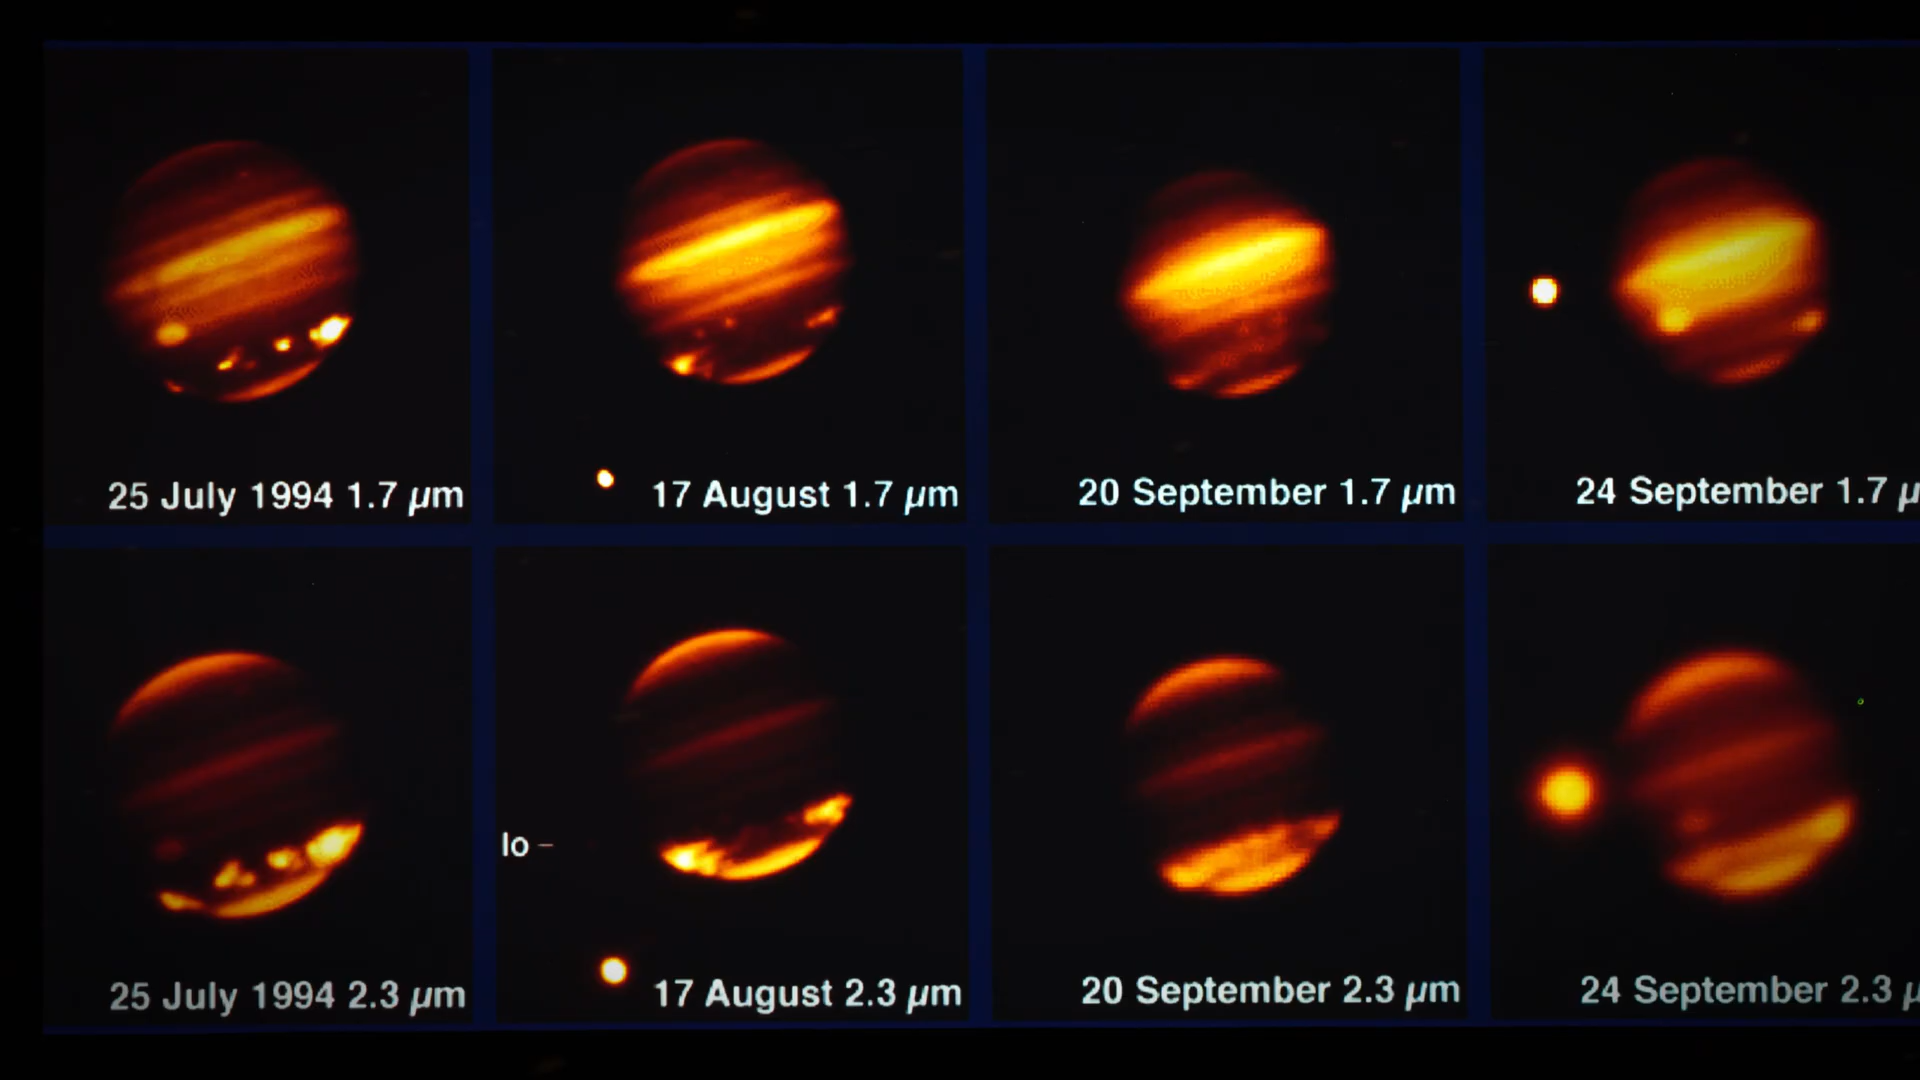 25 July 1994 1.7 µm
17 August 1.7 µm
20 September 1.7 µm
24 September 1.7 µ
Io –
25 July 1994 2.3 µm
17 August 2.3 µm
20 September 2.3 µm
24 September 2.3 µ